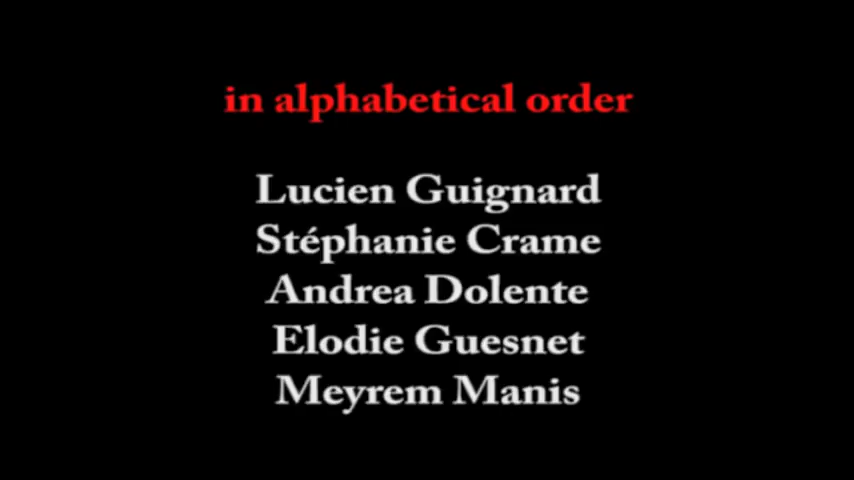 in alphabetical order
Lucien Guignard
Stéphanie Crame
Andrea Dolente
Elodie Guesnet
Meyrem Manis